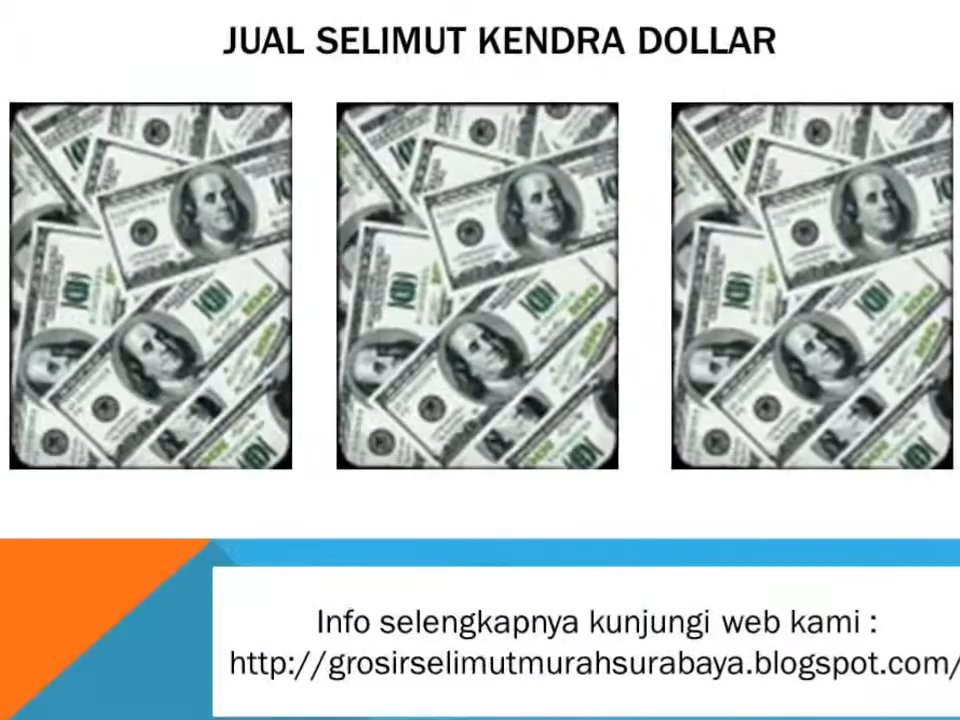 JUAL SELIMUT KENDRA DOLLAR
Info selengkapnya kunjungi web kami :
http://grosirselimutmurahsurabaya.blogspot.com/